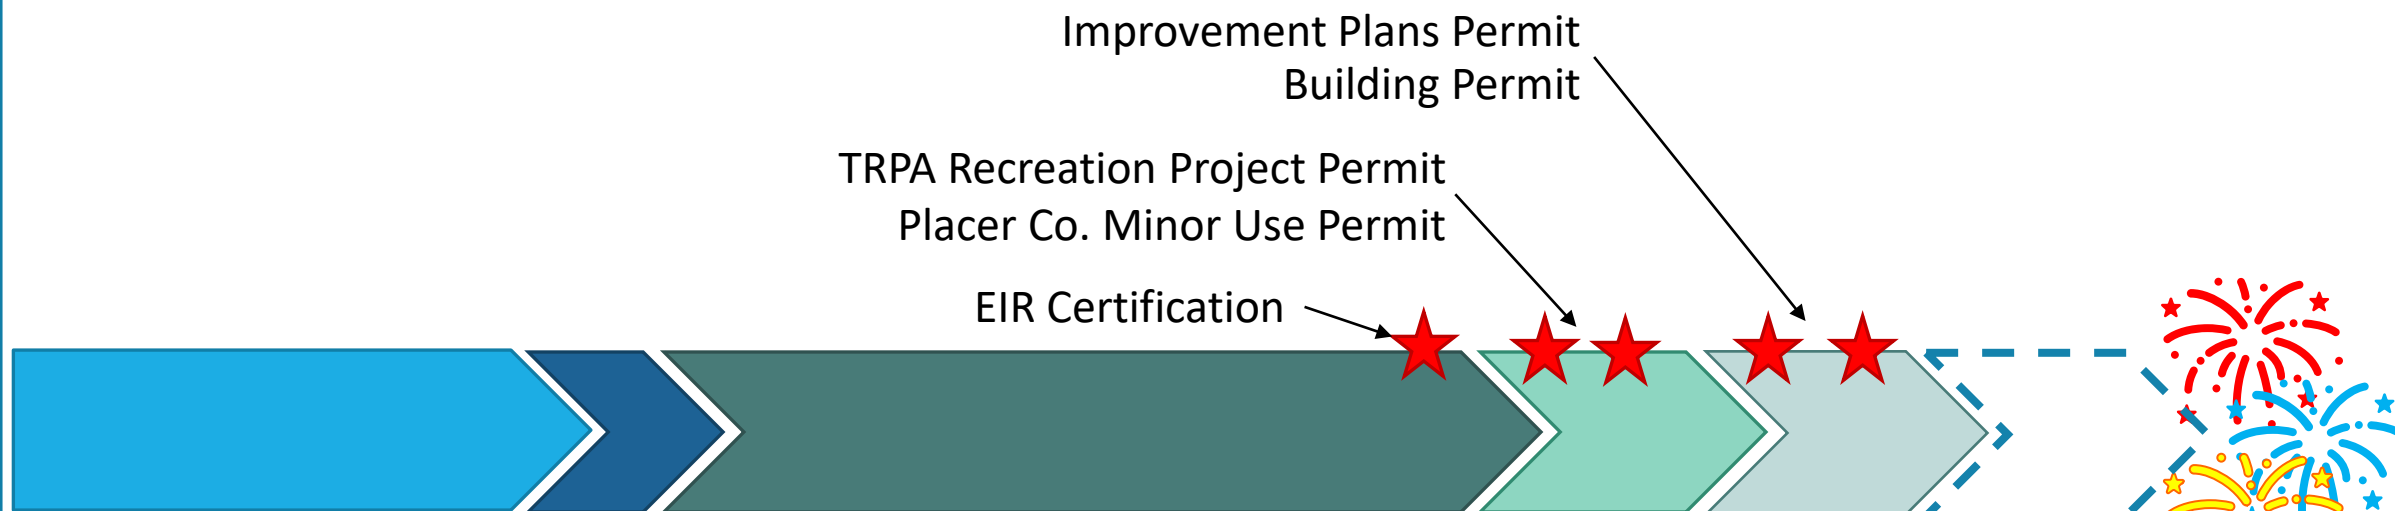 Improvement Plans Permit
Building Permit
TRPA Recreation Project Permit
Placer Co. Minor Use Permit
EIR Certification